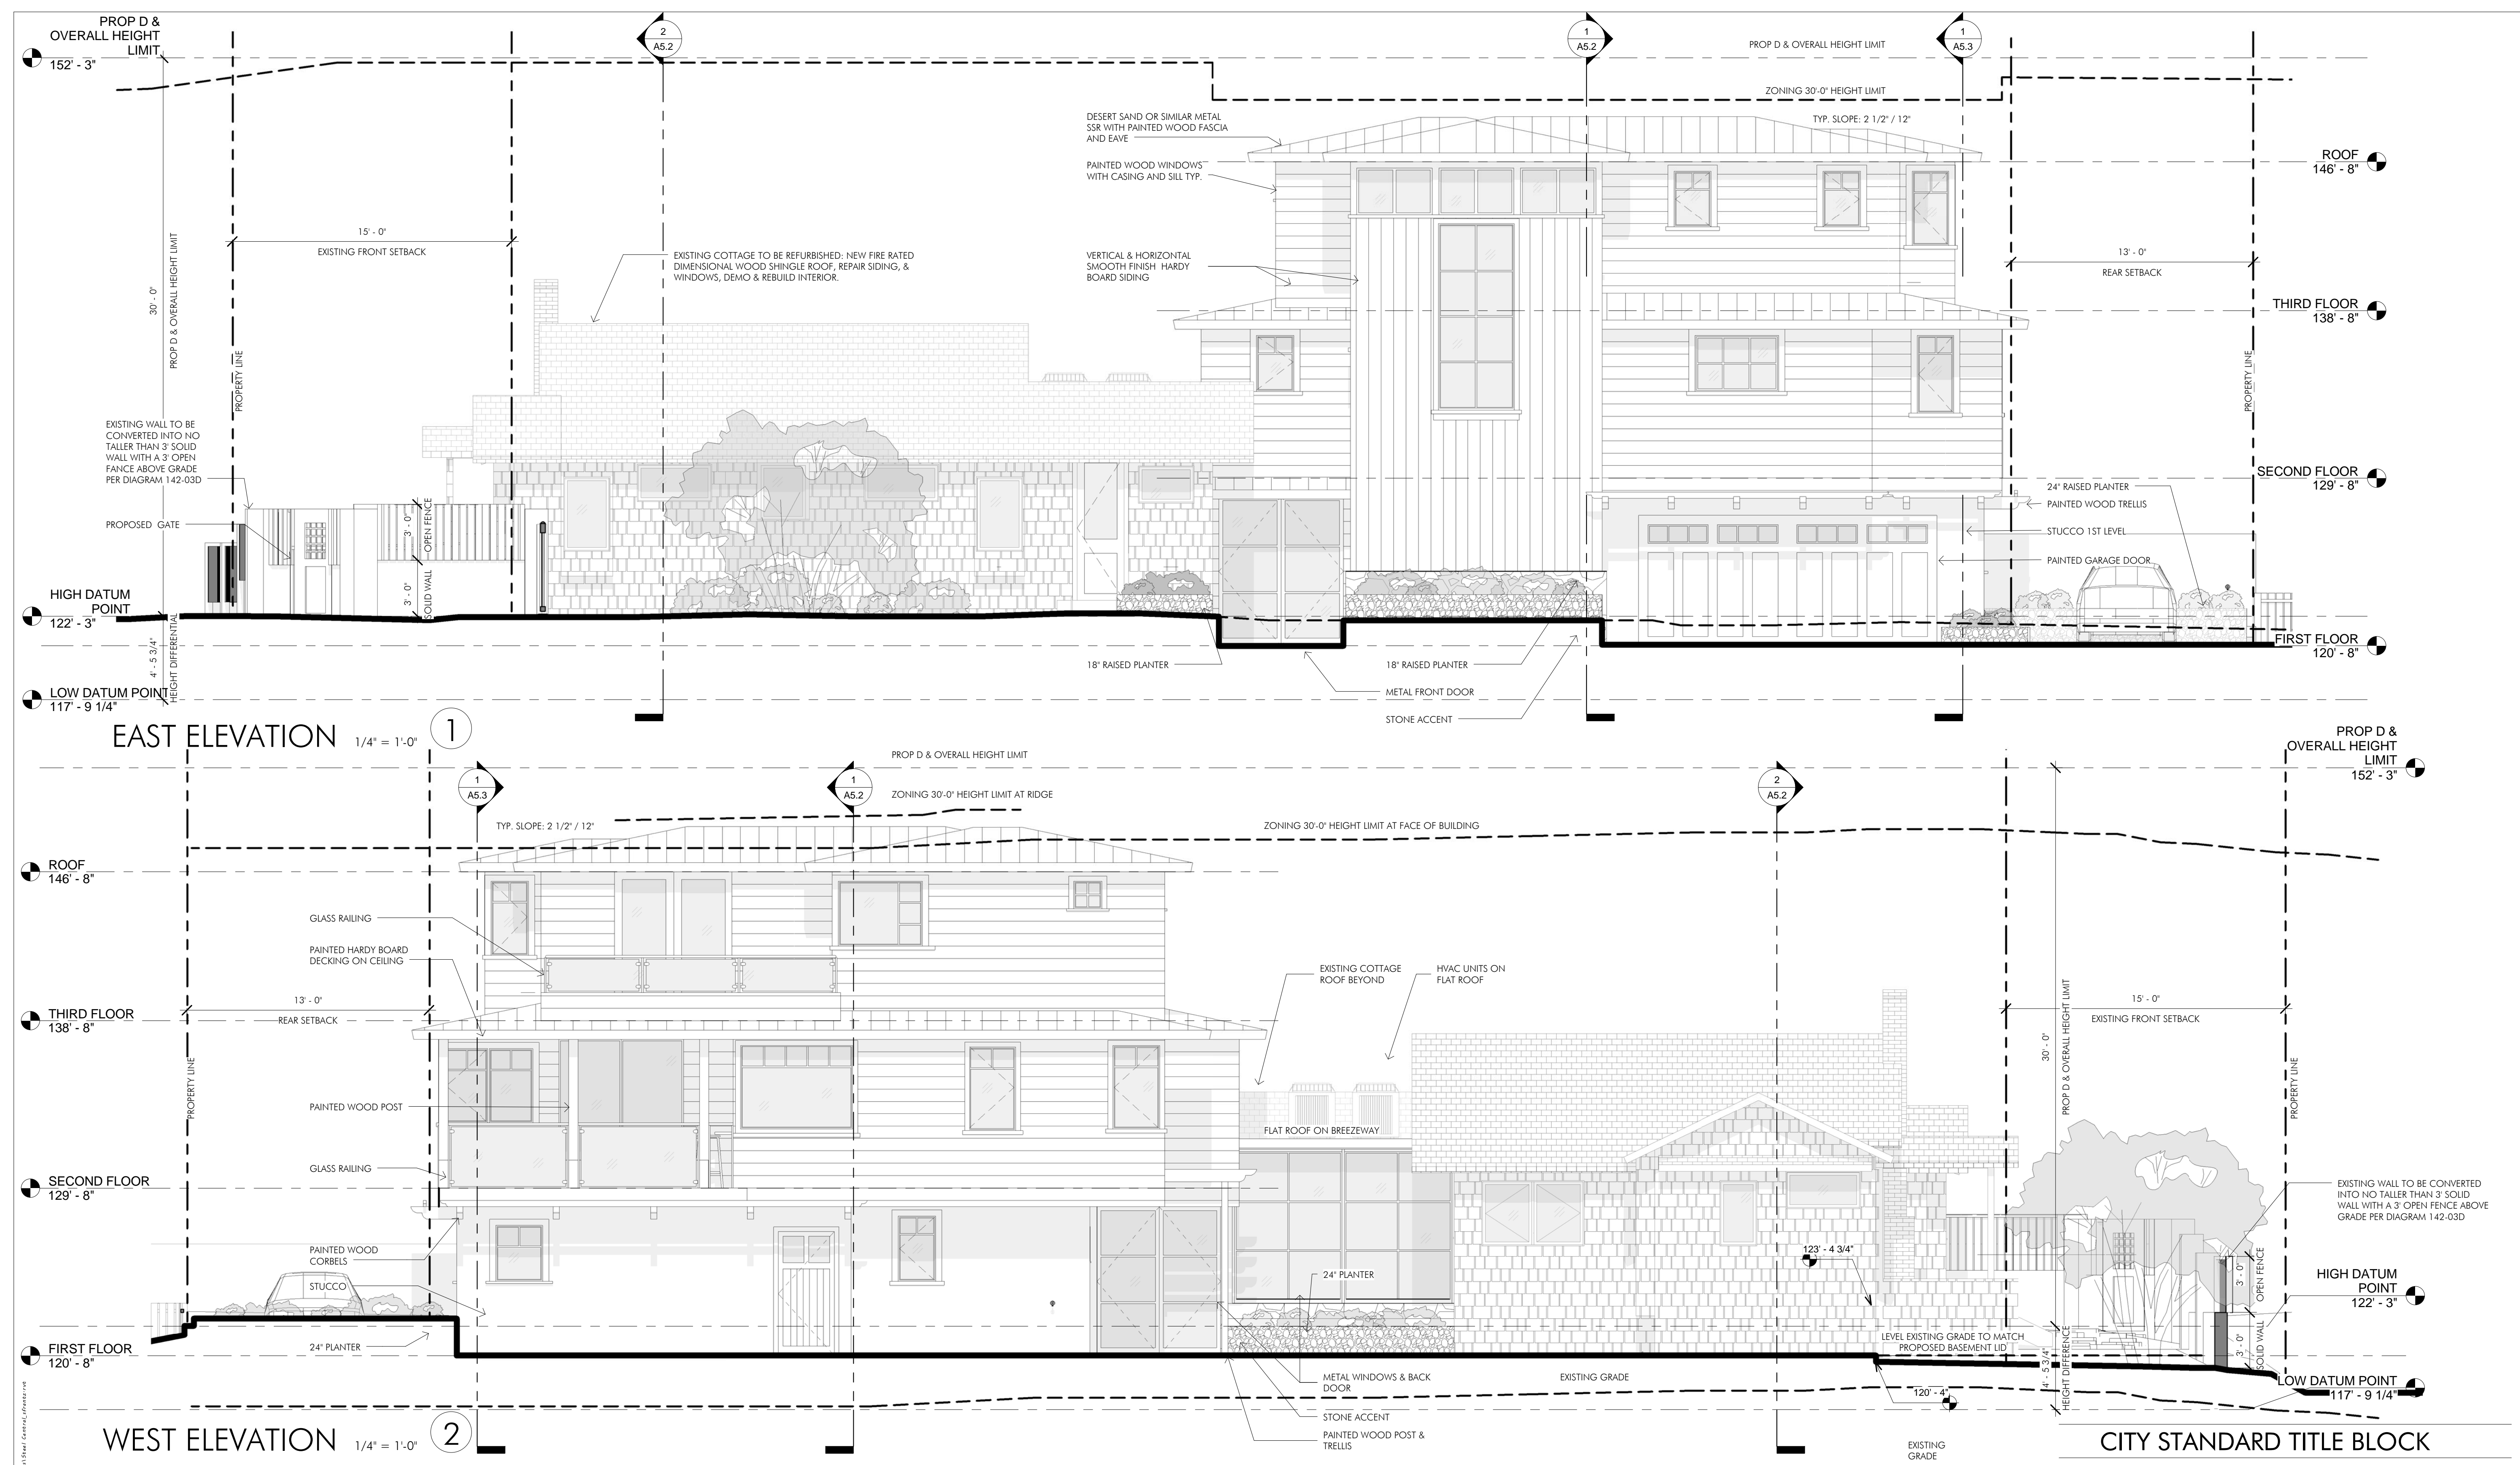 PROP D &
OVERALL HEIGHT
LIMIT
152' - 3"
2
A5.2
1
A5.2
1
A5.3
PROP D & OVERALL HEIGHT LIMIT
ZONING 30'-0" HEIGHT LIMIT
TYP. SLOPE: 2 1/2" / 12"
DESERT SAND OR SIMILAR METAL
SSR WITH PAINTED WOOD FASCIA
AND EAVE
PAINTED WOOD WINDOWS
WITH CASING AND SILL TYP.
ROOF
146' - 8"
15' - 0"
EXISTING FRONT SETBACK
30' - 0"
PROP D & OVERALL HEIGHT LIMIT
EXISTING COTTAGE TO BE REFURBISHED: NEW FIRE RATED
DIMENSIONAL WOOD SHINGLE ROOF, REPAIR SIDING, &
WINDOWS, DEMO & REBUILD INTERIOR.
VERTICAL & HORIZONTAL
SMOOTH FINISH HARDY
BOARD SIDING
13' - 0"
REAR SETBACK
THIRD FLOOR
138' - 8"
PROPERTY LINE
PROPERTY LINE
EXISTING WALL TO BE
CONVERTED INTO NO
TALLER THAN 3' SOLID
WALL WITH A 3' OPEN
FANCE ABOVE GRADE
PER DIAGRAM 142-03D
PROPOSED GATE
3' - 0"
OPEN FENCE
3' - 0"
SOLID WALL
SECOND FLOOR
129' - 8"
24" RAISED PLANTER
PAINTED WOOD TRELLIS
STUCCO 1ST LEVEL
PAINTED GARAGE DOOR
HIGH DATUM
POINT
122' - 3"
4' - 5 3/4"
HEIGHT DIFFERENTIAL
FIRST FLOOR
120' - 8"
18" RAISED PLANTER
18" RAISED PLANTER
METAL FRONT DOOR
STONE ACCENT
LOW DATUM POINT
117' - 9 1/4"
EAST ELEVATION
1/4" = 1'-0"
1
PROP D & OVERALL HEIGHT LIMIT
PROP D &
OVERALL HEIGHT
LIMIT
152' - 3"
1
A5.3
1
A5.2
2
A5.2
ZONING 30'-0" HEIGHT LIMIT AT RIDGE
TYP. SLOPE: 2 1/2" / 12"
ZONING 30'-0" HEIGHT LIMIT AT FACE OF BUILDING
ROOF
146' - 8"
GLASS RAILING
PAINTED HARDY BOARD
DECKING ON CEILING
EXISTING COTTAGE
ROOF BEYOND
HVAC UNITS ON
FLAT ROOF
13' - 0"
REAR SETBACK
15' - 0"
EXISTING FRONT SETBACK
THIRD FLOOR
138' - 8"
30' - 0"
PROP D & OVERALL HEIGHT LIMIT
PROPERTY LINE
PROPERTY LINE
PAINTED WOOD POST
FLAT ROOF ON BREEZEWAY
GLASS RAILING
SECOND FLOOR
129' - 8"
EXISTING WALL TO BE CONVERTED
INTO NO TALLER THAN 3' SOLID
WALL WITH A 3' OPEN FENCE ABOVE
GRADE PER DIAGRAM 142-03D
PAINTED WOOD
CORBELS
STUCCO
123' - 4 3/4"
24" PLANTER
3' - 0"
OPEN FENCE
3' - 0"
SOLID WALL
HIGH DATUM
POINT
122' - 3"
FIRST FLOOR
120' - 8"
24" PLANTER
LEVEL EXISTING GRADE TO MATCH
PROPOSED BASEMENT LID
4' - 5 3/4"
HEIGHT DIFFERENCE
METAL WINDOWS & BACK
DOOR
EXISTING GRADE
120' - 4"
LOW DATUM POINT
117' - 9 1/4"
STONE ACCENT
PAINTED WOOD POST &
TRELLIS
EXISTING
GRADE
WEST ELEVATION
1/4" = 1'-0"
2
CITY STANDARD TITLE BLOCK